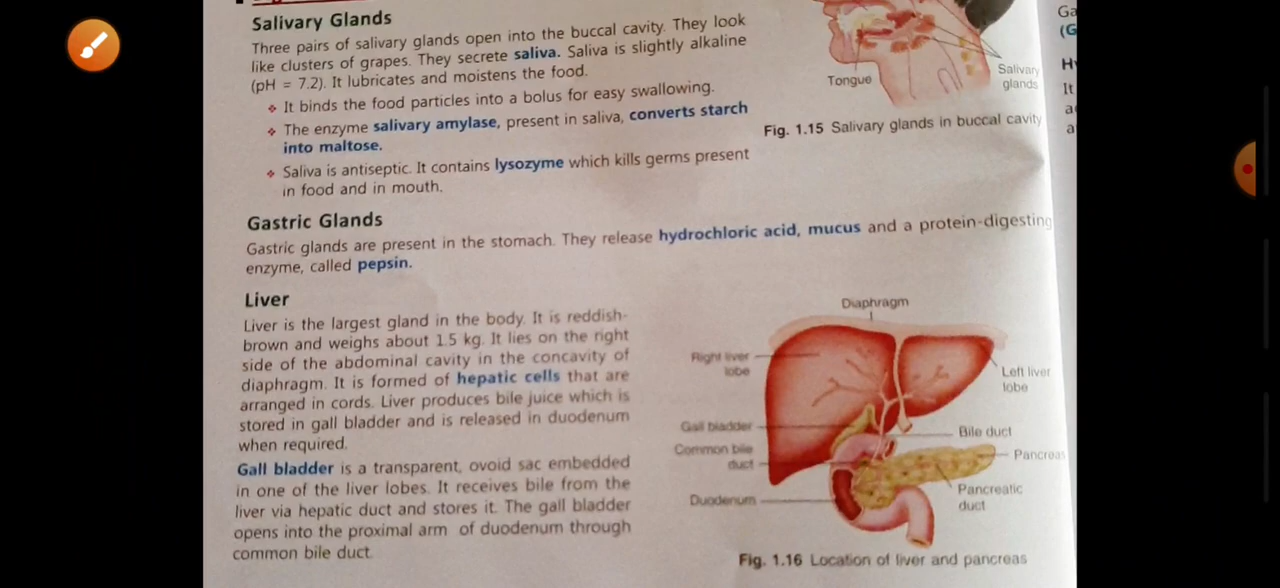 Salivary Glands
Three pairs of salivary glands open into the buccal cavity. They look
like clusters of grapes. They secrete saliva. Saliva is slightly alkaline
(pH = 7.2). It lubricates and moistens the food.
❖ It binds the food particles into a bolus for easy swallowing.
❖ The enzyme salivary amylase, present in saliva, converts starch
into maltose.
❖ Saliva is antiseptic. It contains lysozyme which kills germs present
in food and in mouth.
Tongue
Salivary
glands
Fig. 1.15 Salivary glands in buccal cavity
Gastric Glands
Gastric glands are present in the stomach. They release hydrochloric acid, mucus and a protein-digesting
enzyme, called pepsin.
Liver
Liver is the largest gland in the body. It is reddish-
brown and weighs about 1.5 kg. It lies on the right
side of the abdominal cavity in the concavity of
diaphragm. It is formed of hepatic cells that are
arranged in cords. Liver produces bile juice which is
stored in gall bladder and is released in duodenum
when required.
Gall bladder is a transparent, ovoid sac embedded
in one of the liver lobes. It receives bile from the
liver via hepatic duct and stores it. The gall bladder
opens into the proximal arm of duodenum through
common bile duct.
Diaphragm
Right liver
lobe
Left liver
lobe
Gall bladder
Bile duct
Common bile
duct
Pancreas
Pancreatic
duct
Duodenum
Fig. 1.16 Location of liver and pancreas
Ga
(G
It
a